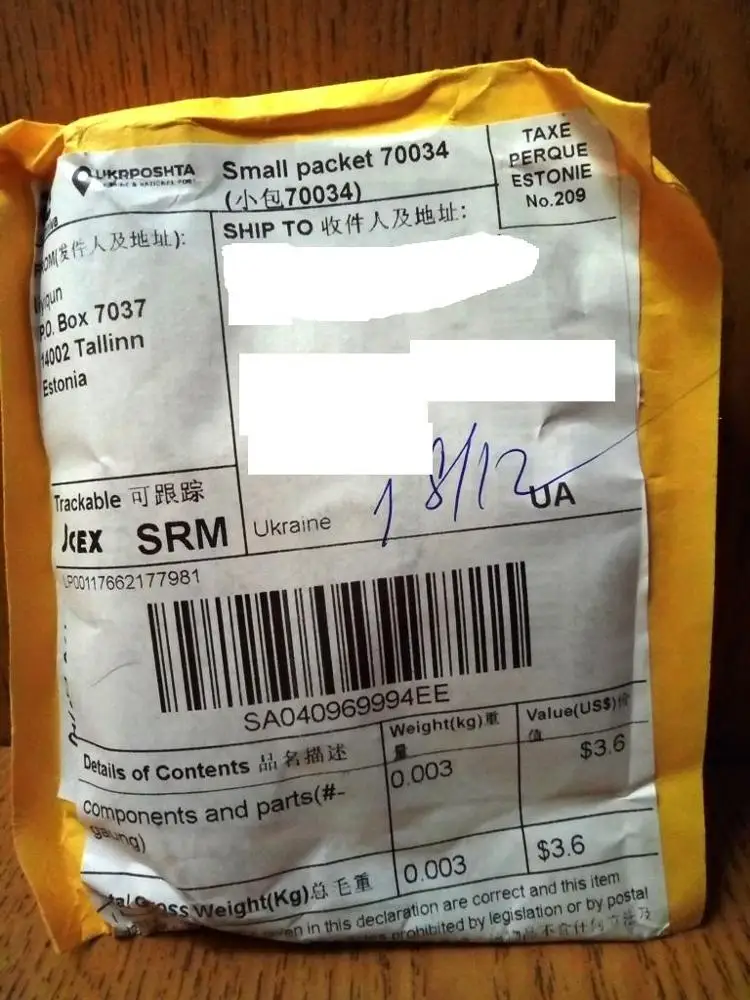 UKRPOSHTA
Small packet 70034
(小包70034)
TAXE
PERQUE
ESTONIE
No.209
(发件人及地址):
P.O. Box 7037
14002 Tallinn
Estonia
SHIP TO 收件人及地址:
Trackable 可跟踪
SRM
Ukraine
18/12
UA
LP00117662177981
SA040969994EE
Details of Contents 品名描述
Weight(kg)重
量
Value(US$)价
值
components and parts(#-
0.003
$3.6
Gross Weight(Kg)总毛重
0.003
$3.6
in this declaration are correct and this item
prohibited by legislation or by postal